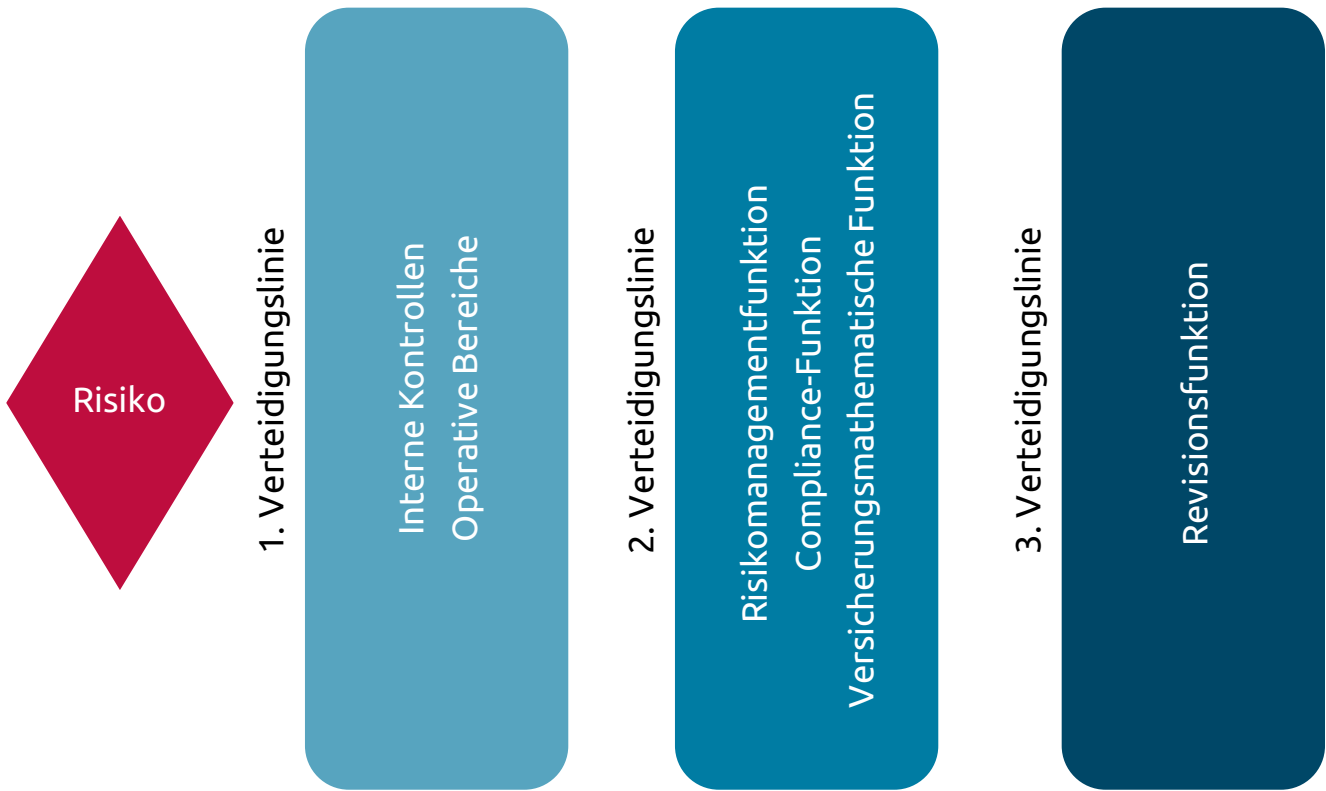 Risiko
1. Verteidigungslinie
Interne Kontrollen
Operative Bereiche
2. Verteidigungslinie
Risikomanagementfunktion
Compliance-Funktion
Versicherungsmathematische Funktion
3. Verteidigungslinie
Revisionsfunktion